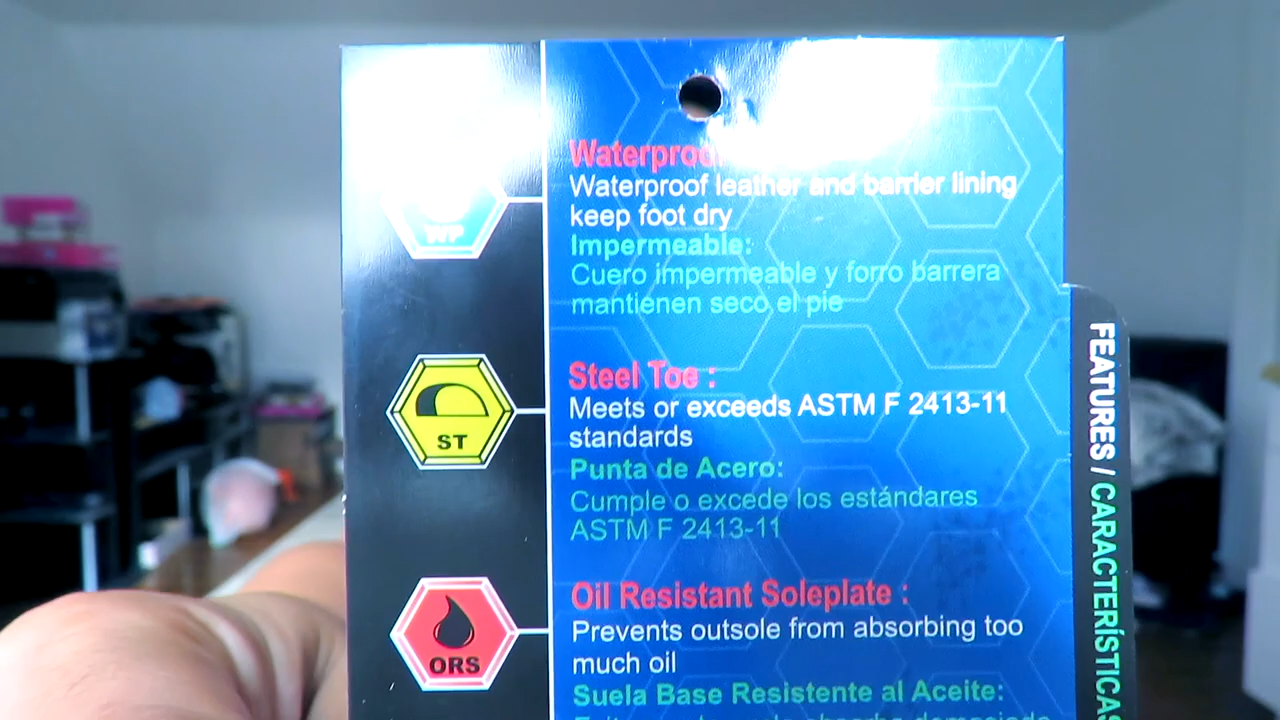 WP
Waterproof
Waterproof leather and barrier lining
keep foot dry
Impermeable:
Cuero impermeable y forro barrera
mantienen seco el pie
ST
Steel Toe :
Meets or exceeds ASTM F 2413-11
standards
Punta de Acero:
Cumple o excede los estándares
ASTM F 2413-11
ORS
Oil Resistant Soleplate :
Prevents outsole from absorbing too
much oil
Suela Base Resistente al Aceite:
FEATURES / CARACTERÍSTICAS